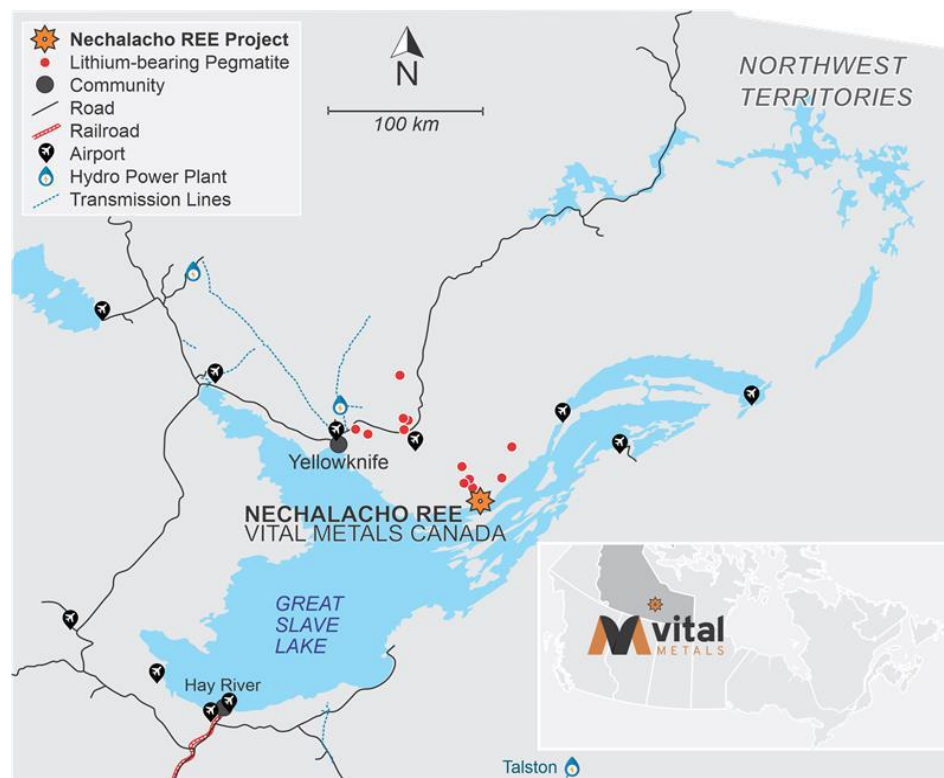 Nechalacho REE Project
Lithium-bearing Pegmatite
Community
Road
Railroad
Airport
Hydro Power Plant
Transmission Lines
N
100 km
NORTHWEST
TERRITORIES
Yellowknife
NECHALACHO REE
VITAL METALS CANADA
GREAT
SLAVE
LAKE
Hay River
vital
METALS
Talston